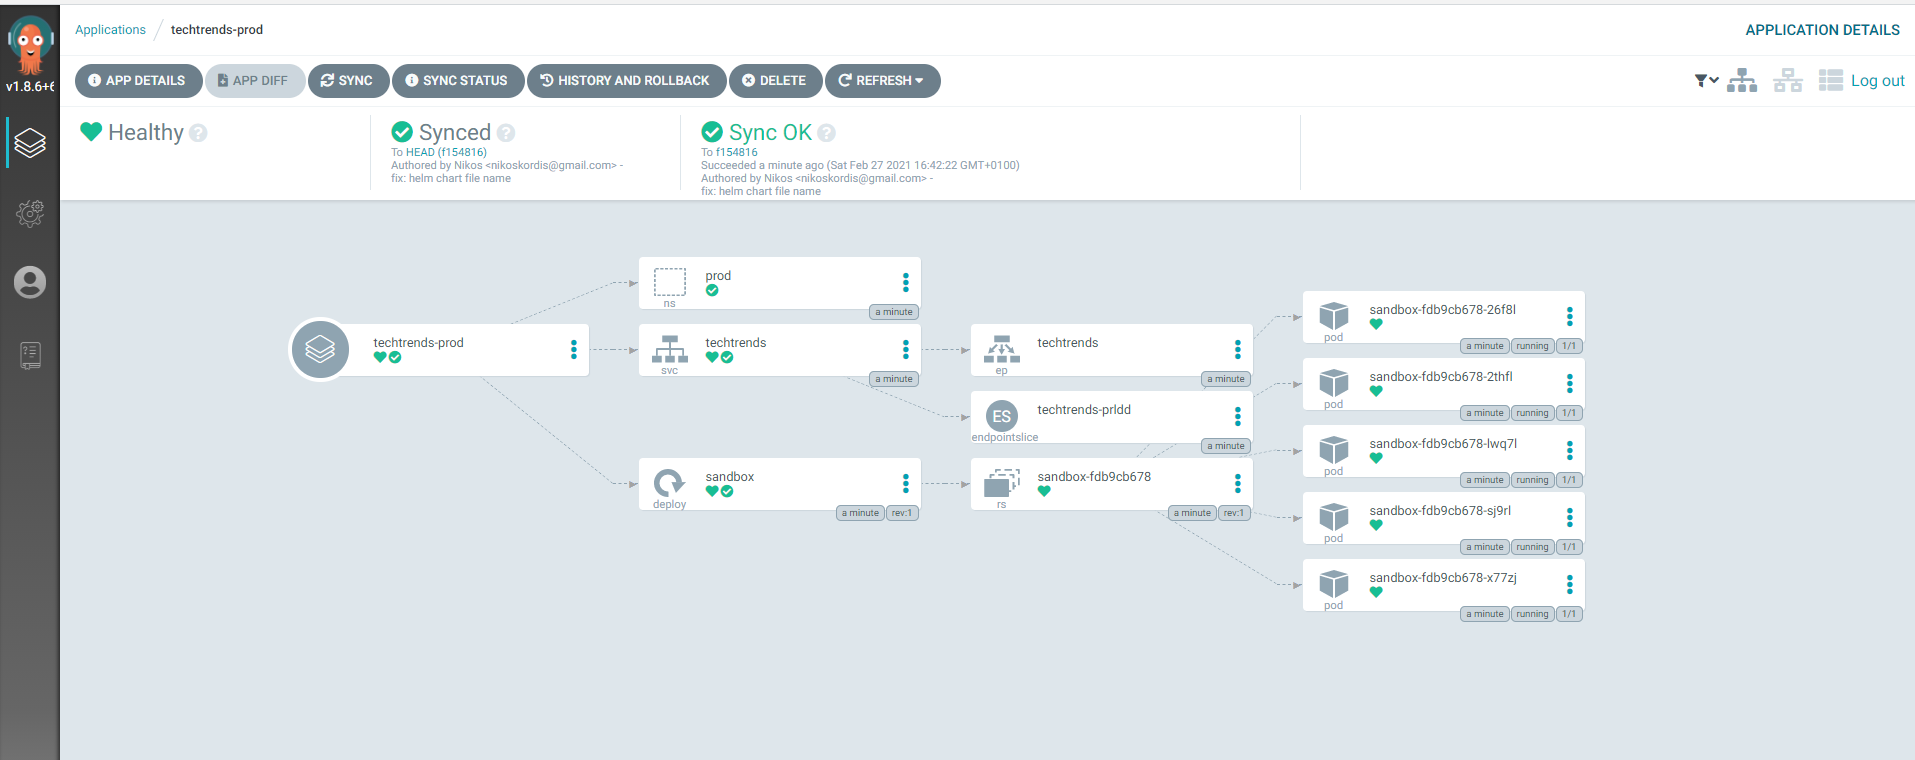 Applications / techtrends-prod
APPLICATION DETAILS
v1.8.6+6
APP DETAILS
APP DIFF
SYNC
SYNC STATUS
HISTORY AND ROLLBACK
DELETE
REFRESH
Log out
Healthy ?
Synced ?
To HEAD (f154816)
Authored by Nikos <nikoskordis@gmail.com> -
fix: helm chart file name
Sync OK ?
To f154816
Succeeded a minute ago (Sat Feb 27 2021 16:42:22 GMT+0100)
Authored by Nikos <nikoskordis@gmail.com> -
fix: helm chart file name
techtrends-prod
prod
ns
a minute
techtrends
svc
a minute
sandbox
deploy
a minute
rev:1
techtrends
ep
a minute
ES
techtrends-prldd
endpointslice
a minute
sandbox-fdb9cb678
rs
a minute
rev:1
sandbox-fdb9cb678-26f8l
pod
a minute
running
1/1
sandbox-fdb9cb678-2thfl
pod
a minute
running
1/1
sandbox-fdb9cb678-lwq7l
pod
a minute
running
1/1
sandbox-fdb9cb678-sj9rl
pod
a minute
running
1/1
sandbox-fdb9cb678-x77zj
pod
a minute
running
1/1